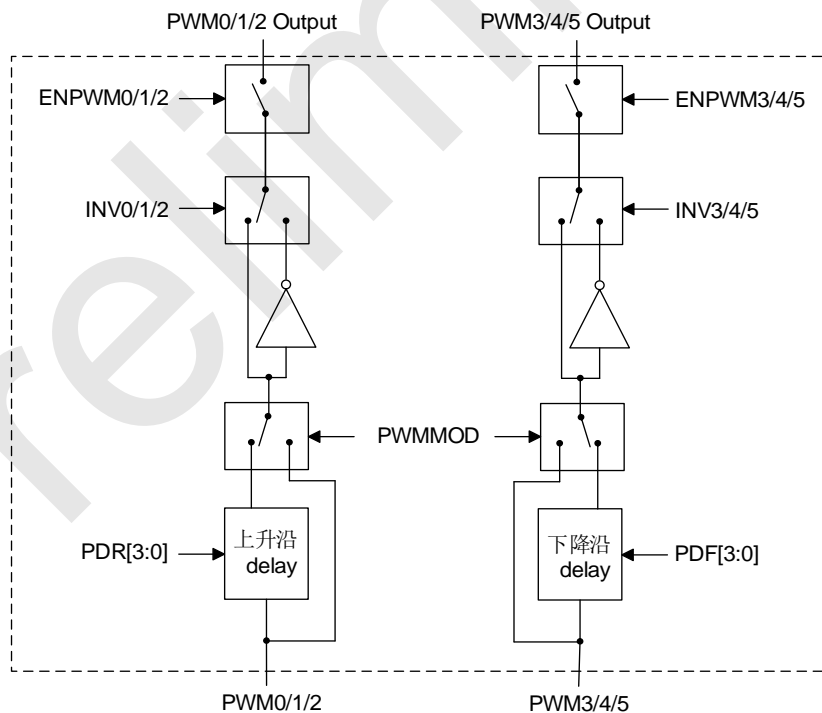 PWM0/1/2 Output
PWM3/4/5 Output
ENPWM0/1/2
ENPWM3/4/5
INV0/1/2
INV3/4/5
PWMMOD
PDR[3:0]
上升沿
delay
下降沿
delay
PDF[3:0]
PWM0/1/2
PWM3/4/5
relimi